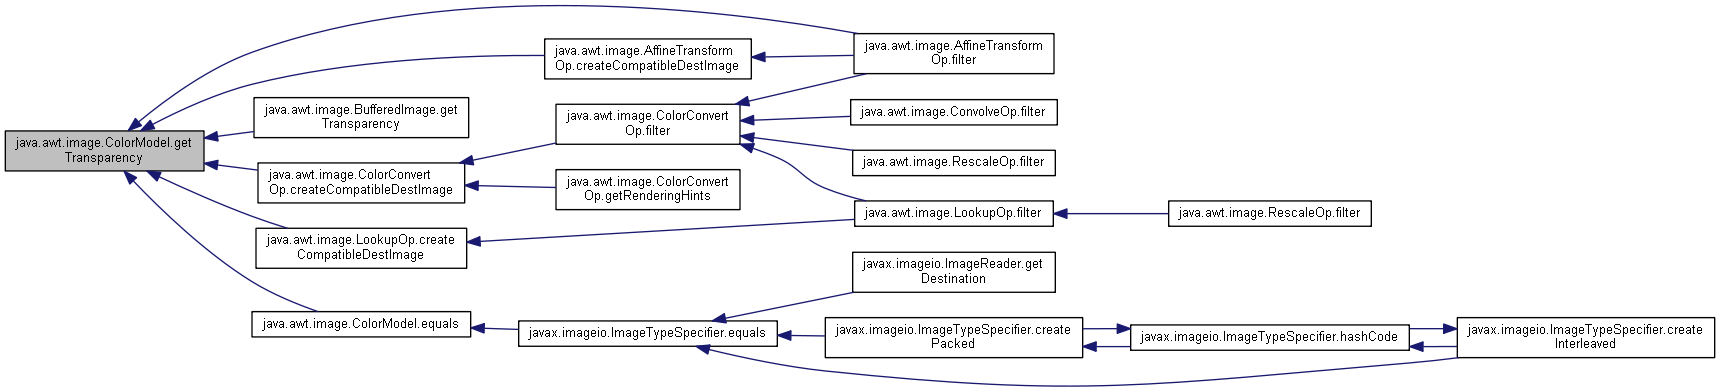 java.awt.image.ColorModel.get
Transparency
java.awt.image.AffineTransform
Op.createCompatibleDestImage
java.awt.image.BufferedImage.get
Transparency
java.awt.image.ColorConvert
Op.createCompatibleDestImage
java.awt.image.LookupOp.create
CompatibleDestImage
java.awt.image.ColorModel.equals
java.awt.image.ColorConvert
Op.filter
java.awt.image.ColorConvert
Op.getRenderingHints
javax.imageio.ImageTypeSpecifier.equals
java.awt.image.AffineTransform
Op.filter
java.awt.image.ConvolveOp.filter
java.awt.image.RescaleOp.filter
java.awt.image.LookupOp.filter
java.awt.image.RescaleOp.filter
javax.imageio.ImageReader.get
Destination
javax.imageio.ImageTypeSpecifier.create
Packed
javax.imageio.ImageTypeSpecifier.hashCode
javax.imageio.ImageTypeSpecifier.create
Interleaved